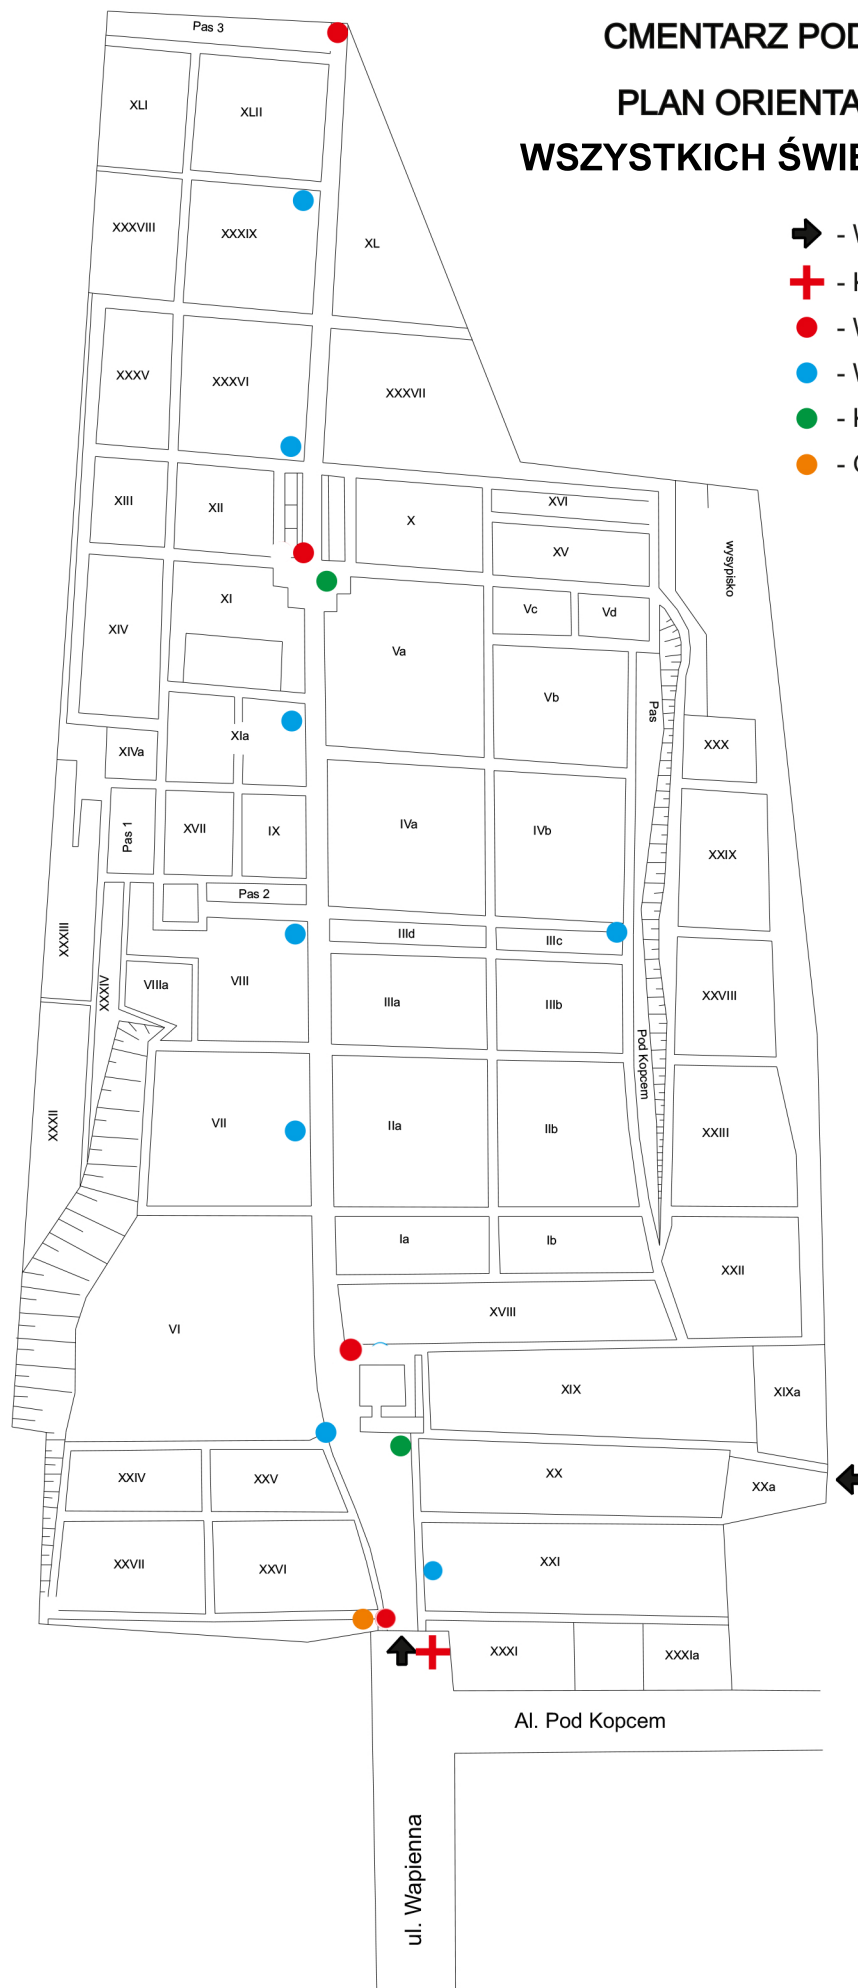 CMENTARZ POD
PLAN ORIENTA
WSZYSTKICH ŚWIĘ
- W
- K
- W
- W
- K
- O
Pas 3
XLI
XLII
XXXVIII
XXXIX
XL
XXXV
XXXVI
XXXVII
XIII
XII
X
XVI
XV
wysypisko
XIV
XI
Va
Vc
Vd
Vb
Pas
XIa
XIVa
XXX
Pas 1
XVII
IX
IVa
IVb
XXIX
Pas 2
XXXIII
IIId
IIIc
XXXIV
VIIIa
VIII
IIIa
IIIb
XXVIII
Pod Kopcem
XXXII
VII
IIa
IIb
XXIII
Ia
Ib
XXII
VI
XVIII
XIX
XIXa
XXIV
XXV
XX
XXa
XXVII
XXVI
XXI
XXXI
XXXIa
Al. Pod Kopcem
ul. Wapienna